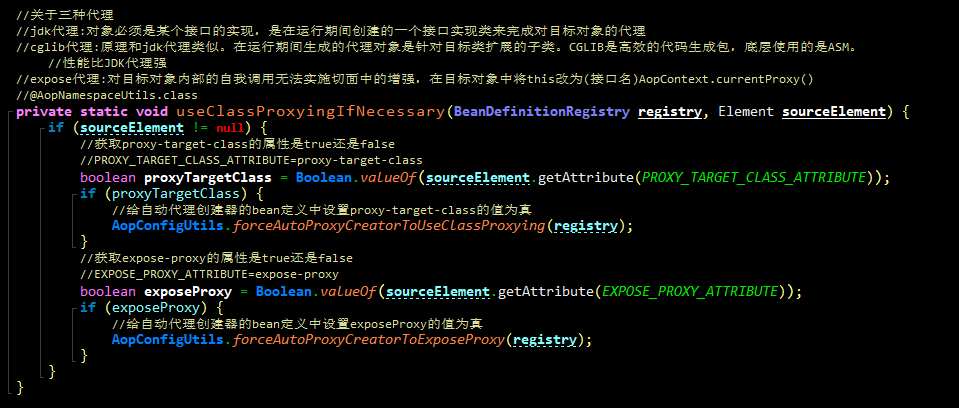 //关于三种代理
//jdk代理:对象必须是某个接口的实现，是在运行期间创建的一个接口实现类来完成对目标对象的代理
//cglib代理:原理和jdk代理类似。在运行期间生成的代理对象是针对目标类扩展的子类。CGLIB是高效的代码生成包，底层使用的是ASM。
//性能比JDK代理强
//expose代理:对目标对象内部的自我调用无法实施切面中的增强，在目标对象中将this改为(接口名)AopContext.currentProxy()
//@AopNamespaceUtils.class
private static void useClassProxyingIfNecessary(BeanDefinitionRegistry registry, Element sourceElement) {
if (sourceElement != null) {
//获取proxy-target-class的属性是true还是false
//PROXY_TARGET_CLASS_ATTRIBUTE=proxy-target-class
boolean proxyTargetClass = Boolean.valueOf(sourceElement.getAttribute(PROXY_TARGET_CLASS_ATTRIBUTE));
if (proxyTargetClass) {
//给自动代理创建器的bean定义中设置proxy-target-class的值为真
AopConfigUtils.forceAutoProxyCreatorToUseClassProxying(registry);
}
//获取expose-proxy的属性是true还是false
//EXPOSE_PROXY_ATTRIBUTE=expose-proxy
boolean exposeProxy = Boolean.valueOf(sourceElement.getAttribute(EXPOSE_PROXY_ATTRIBUTE));
if (exposeProxy) {
//给自动代理创建器的bean定义中设置exposeProxy的值为真
AopConfigUtils.forceAutoProxyCreatorToExposeProxy(registry);
}
}
}